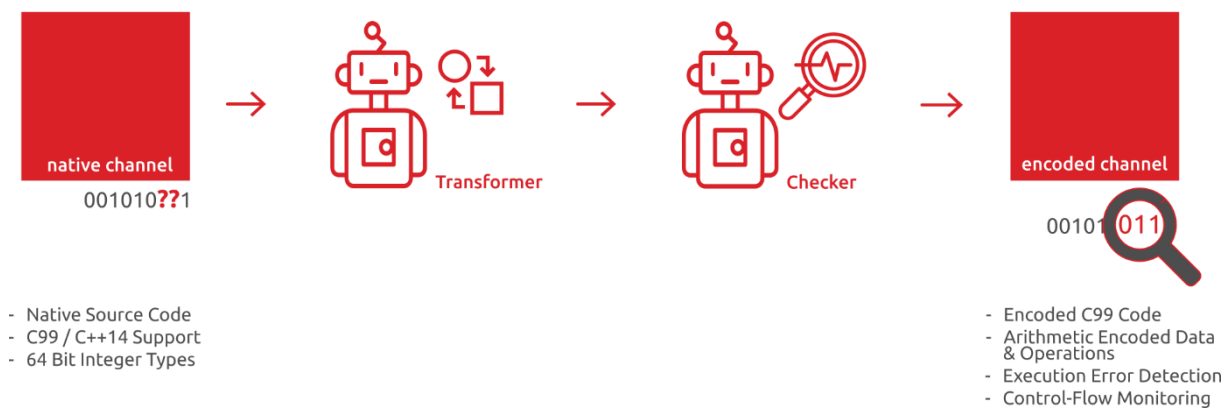 native channel
001010??1
Transformer
Checker
encoded channel
00101 011
- Native Source Code
- C99 / C++14 Support
- 64 Bit Integer Types
- Encoded C99 Code
- Arithmetic Encoded Data
& Operations
- Execution Error Detection
- Control-Flow Monitoring